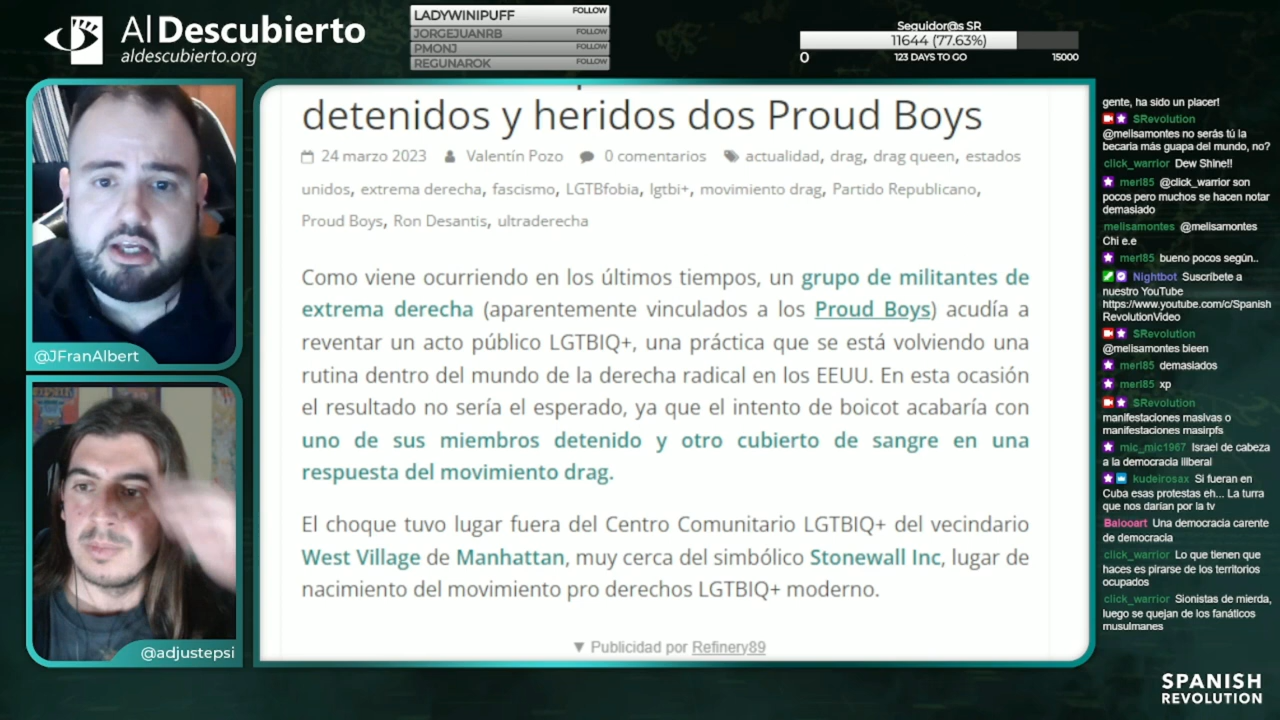 Al Descubierto
aldescubierto.org
LADYWINIPUFF FOLLOW
JORGEJUANRB FOLLOW
PMONJ FOLLOW
REGUNAROK FOLLOW
Seguidor@s SR
11644 (77.63%)
0 123 DAYS TO GO 15000
@JFranAlbert
@adjustepsi
detenidos y heridos dos Proud Boys
24 marzo 2023 Valentín Pozo 0 comentarios actualidad, drag, drag queen, estados
unidos, extrema derecha, fascismo, LGTBfobia, lgtbi+, movimiento drag, Partido Republicano,
Proud Boys, Ron Desantis, ultraderecha
Como viene ocurriendo en los últimos tiempos, un grupo de militantes de
extrema derecha (aparentemente vinculados a los Proud Boys) acudía a
reventar un acto público LGTBIQ+, una práctica que se está volviendo una
rutina dentro del mundo de la derecha radical en los EEUU. En esta ocasión
el resultado no sería el esperado, ya que el intento de boicot acabaría con
uno de sus miembros detenido y otro cubierto de sangre en una
respuesta del movimiento drag.
El choque tuvo lugar fuera del Centro Comunitario LGTBIQ+ del vecindario
West Village de Manhattan, muy cerca del simbólico Stonewall Inc, lugar de
nacimiento del movimiento pro derechos LGTBIQ+ moderno.
▼ Publicidad por Refinery89
gente, ha sido un placer!
SRevolution
@melisamontes no serás tú la
becaria más guapa del mundo, no?
click_warrior Dew Shine!!
merl85 @click_warrior son
pocos pero muchos se hacen notar
demasiado
melisamontes @melisamontes
Chi e.e
merl85 bueno pocos según..
Nightbot Suscríbete a
nuestro YouTube
https://www.youtube.com/c/Spanish
RevolutionVideo
SRevolution
@melisamontes bieen
merl85 demasiados
merl85 xp
SRevolution
manifestaciones masivas o
manifestaciones masirpfs
mic_mic1967 Israel de cabeza
a la democracia iliberal
kudeirosax Si fueran en
Cuba esas protestas eh... La turra
que nos darían por la tv
Balooart Una democracia carente
de democracia
click_warrior Lo que tienen que
haces es pirarse de los territorios
ocupados
click_warrior Sionistas de mierda,
luego se quejan de los fanáticos
musulmanes
SPANISH
REVOLUTION